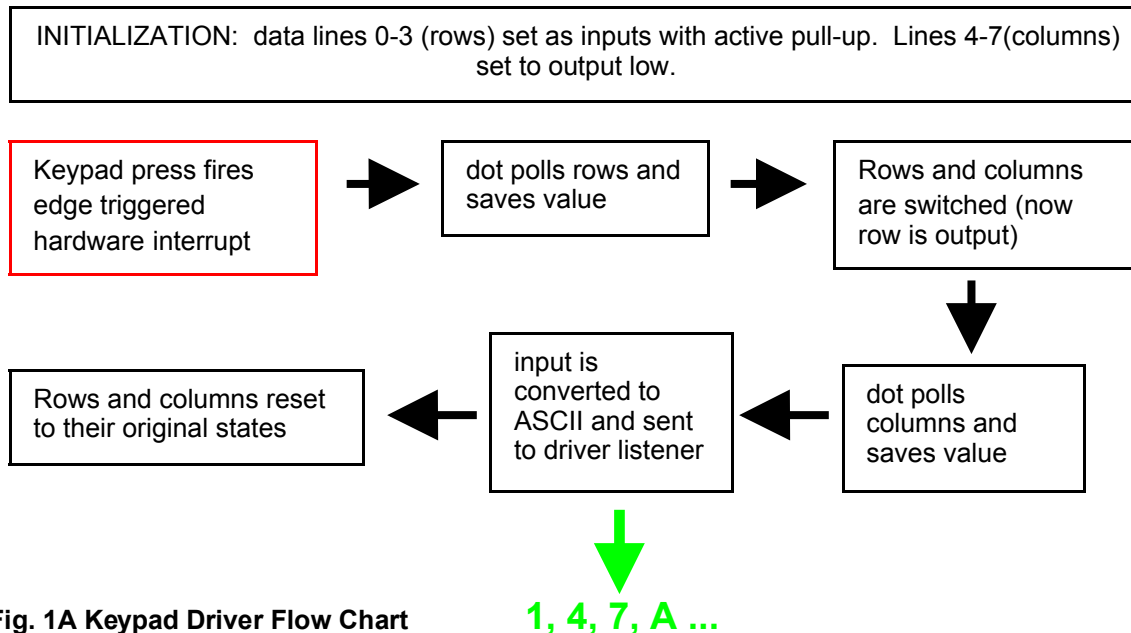 INITIALIZATION: data lines 0-3 (rows) set as inputs with active pull-up. Lines 4-7(columns)
set to output low.
Keypad press fires
edge triggered
hardware interrupt
dot polls rows and
saves value
Rows and columns
are switched (now
row is output)
dot polls
columns and
saves value
input is
converted to
ASCII and sent
to driver listener
Rows and columns reset
to their original states
1, 4, 7, A ...
Fig. 1A Keypad Driver Flow Chart